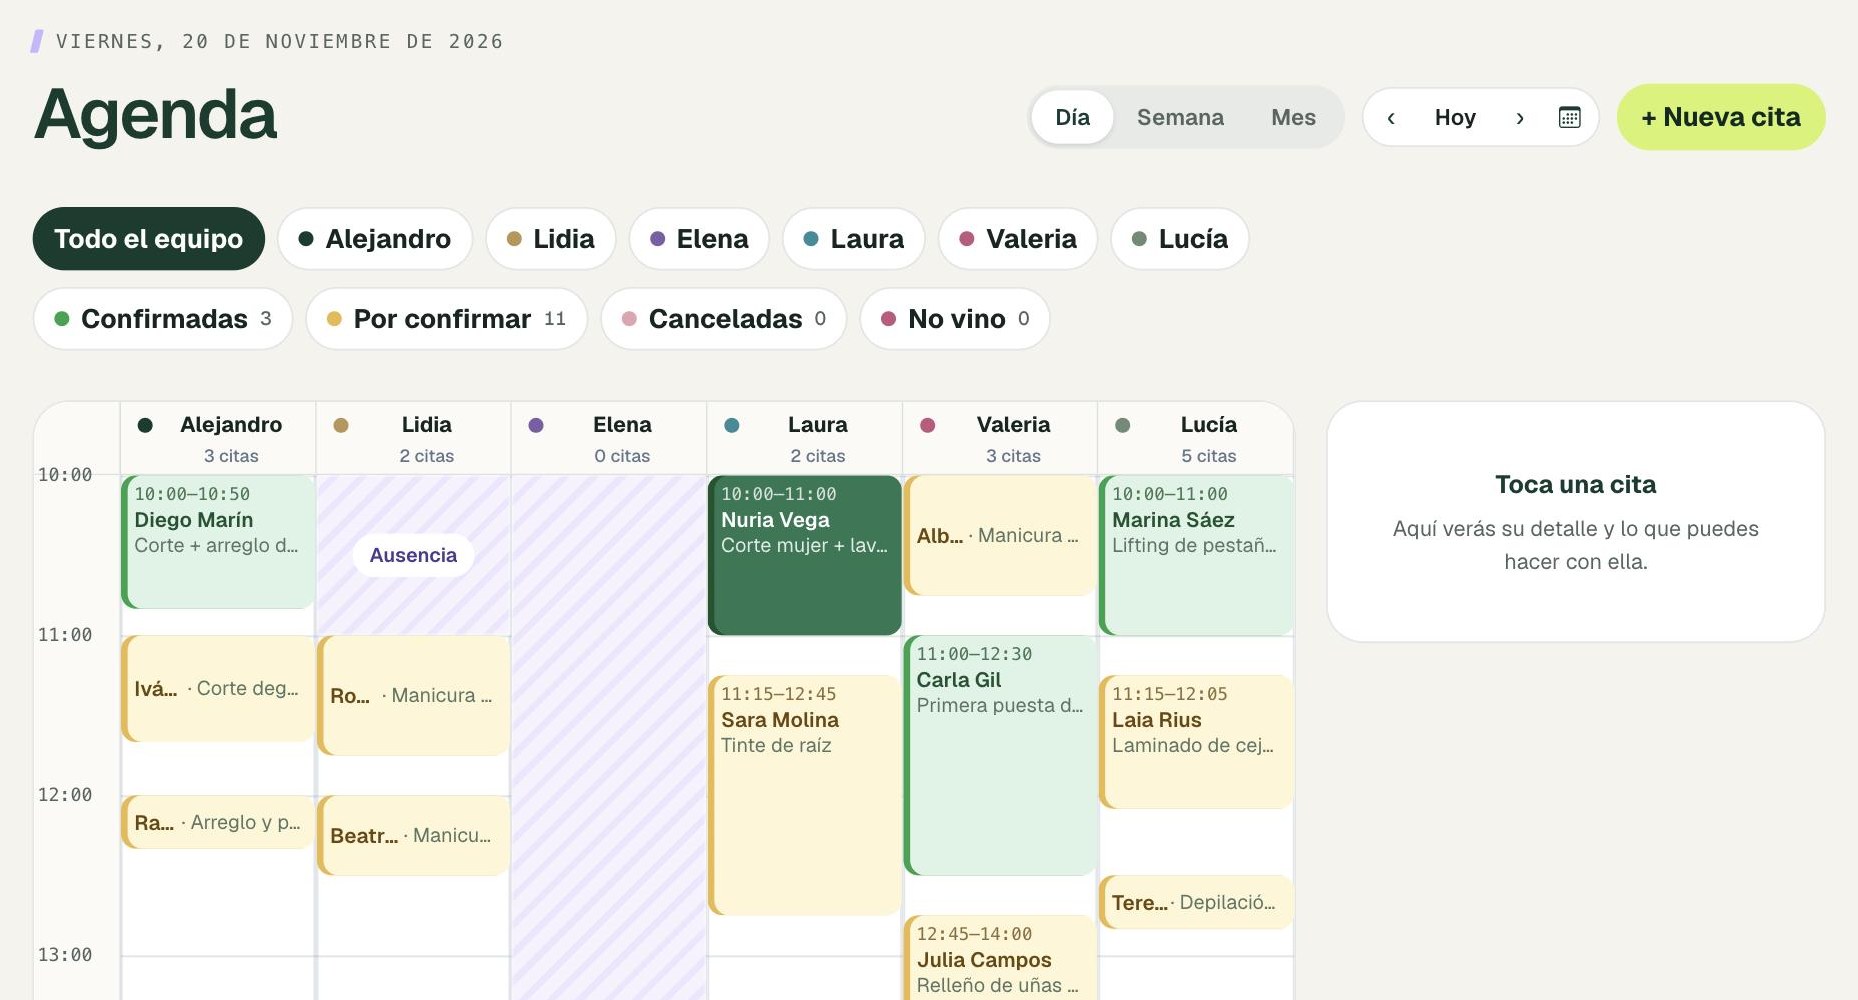 VIERNES, 20 DE NOVIEMBRE DE 2026
Agenda
Día Semana Mes
‹ Hoy ›
+ Nueva cita
Todo el equipo
Alejandro
Lidia
Elena
Laura
Valeria
Lucía
Confirmadas 3
Por confirmar 11
Canceladas 0
No vino 0
Alejandro
3 citas
Lidia
2 citas
Elena
0 citas
Laura
2 citas
Valeria
3 citas
Lucía
5 citas
10:00
11:00
12:00
13:00
10:00–10:50
Diego Marín
Corte + arreglo d...
Ivá... · Corte deg...
Ra... · Arreglo y p...
Ausencia
Ro... · Manicura ...
Beatr... · Manicu...
10:00–11:00
Nuria Vega
Corte mujer + lav...
11:15–12:45
Sara Molina
Tinte de raíz
Alb... · Manicura ...
11:00–12:30
Carla Gil
Primera puesta d...
12:45–14:00
Julia Campos
Relleño de uñas ...
10:00–11:00
Marina Sáez
Lifting de pestañ...
11:15–12:05
Laia Rius
Laminado de cej...
Tere... · Depilació...
Toca una cita
Aquí verás su detalle y lo que puedes
hacer con ella.